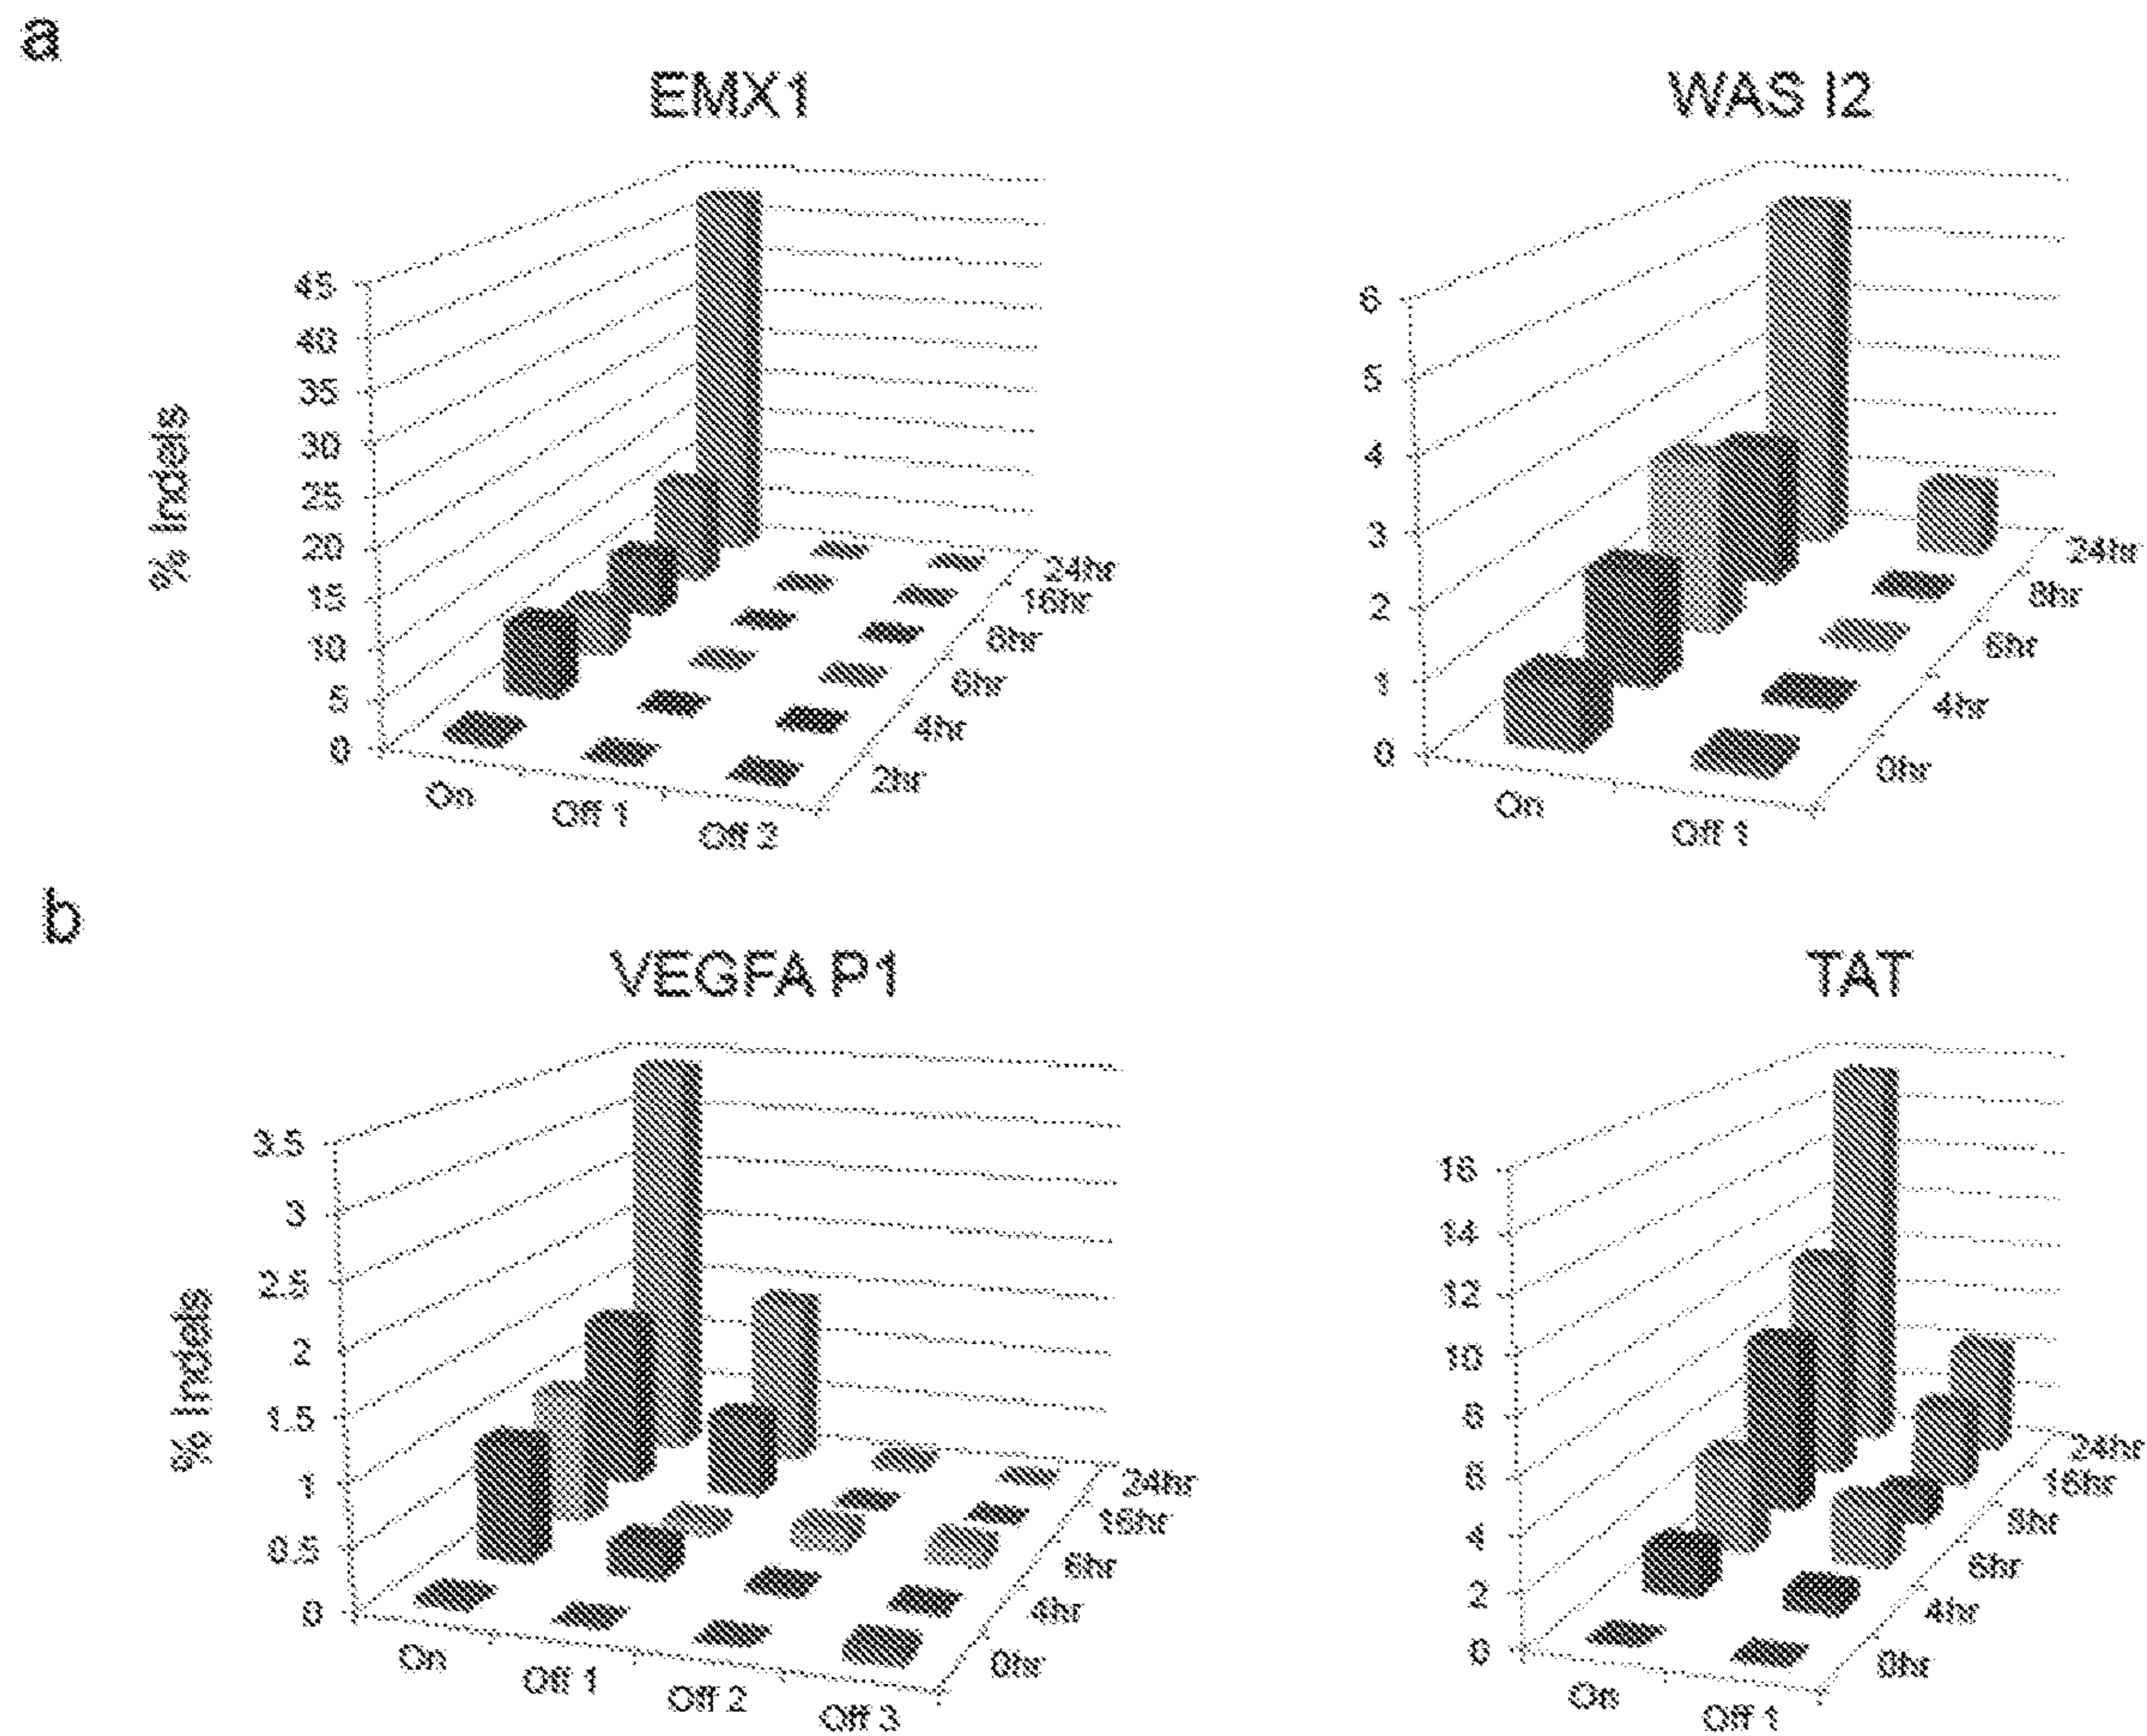 a
EMX1
% Indels
45
40
35
30
25
20
15
10
5
0
On
Off 1
Off 2
2hr
4hr
6hr
8hr
16hr
24hr
WAS I2
6
5
4
3
2
1
0
On
Off 1
0hr
4hr
6hr
8hr
24hr
b
VEGFA P1
% Indels
3.5
3
2.5
2
1.5
1
0.5
0
On
Off 1
Off 2
Off 3
0hr
4hr
6hr
16hr
24hr
TAT
16
14
12
10
8
6
4
2
0
On
Off 1
0hr
4hr
6hr
8hr
16hr
24hr